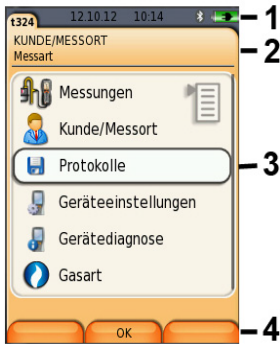 t324 12.10.12 10:14 1
KUNDE/MESSORT 2
Messart
Messungen
Kunde/Messort
Protokolle 3
Geräteeinstellungen
Gerätediagnose
Gasart
OK 4